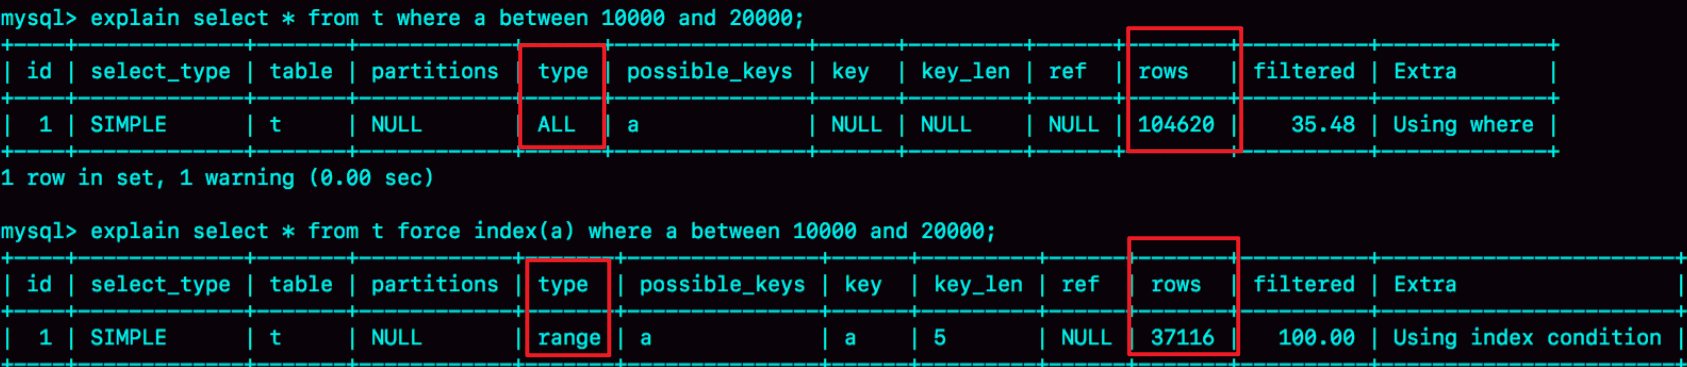 mysql> explain select * from t where a between 10000 and 20000;
+----+-------------+-------+------------+------+---------------+------+---------+------+--------+----------+-------------+
| id | select_type | table | partitions | type | possible_keys | key | key_len | ref | rows | filtered | Extra |
+----+-------------+-------+------------+------+---------------+------+---------+------+--------+----------+-------------+
| 1 | SIMPLE | t | NULL | ALL | a | NULL | NULL | NULL | 104620 | 35.48 | Using where |
+----+-------------+-------+------------+------+---------------+------+---------+------+--------+----------+-------------+
1 row in set, 1 warning (0.00 sec)
mysql> explain select * from t force index(a) where a between 10000 and 20000;
+----+-------------+-------+------------+-------+---------------+------+---------+------+-------+----------+-----------------------+
| id | select_type | table | partitions | type | possible_keys | key | key_len | ref | rows | filtered | Extra |
+----+-------------+-------+------------+-------+---------------+------+---------+------+-------+----------+-----------------------+
| 1 | SIMPLE | t | NULL | range | a | a | 5 | NULL | 37116 | 100.00 | Using index condition |
+----+-------------+-------+------------+-------+---------------+------+---------+------+-------+----------+-----------------------+